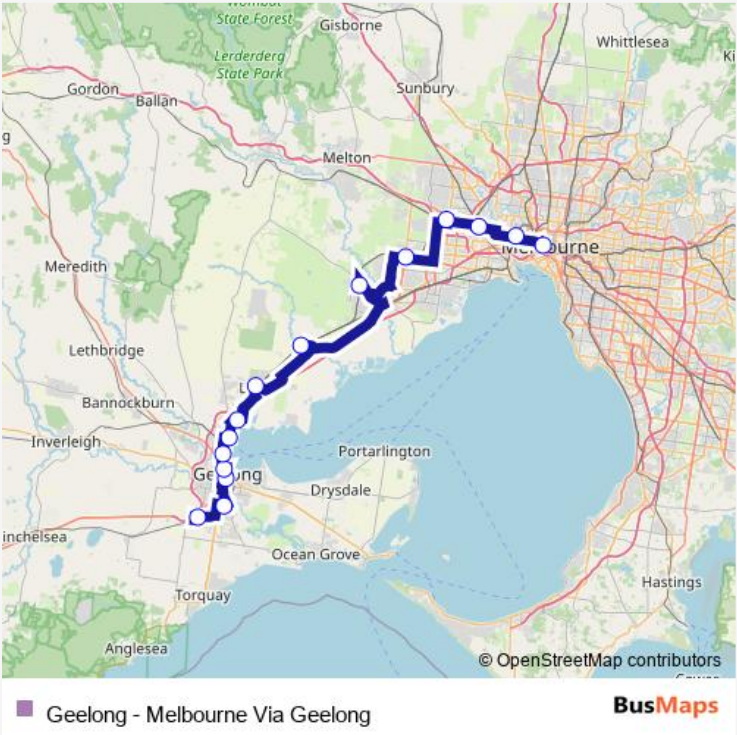 Wombat
State Forest
Gisborne
Whittlesea
Lerderderg
State Park
Gordon
Ballan
Sunbury
Melton
Melbourne
Meredith
Lethbridge
Bannockburn
Inverleigh
Portarlington
Geelong
Drysdale
inchelsea
Ocean Grove
Hastings
Torquay
Anglesea
© OpenStreetMap contributors
Geelong - Melbourne Via Geelong
BusMaps